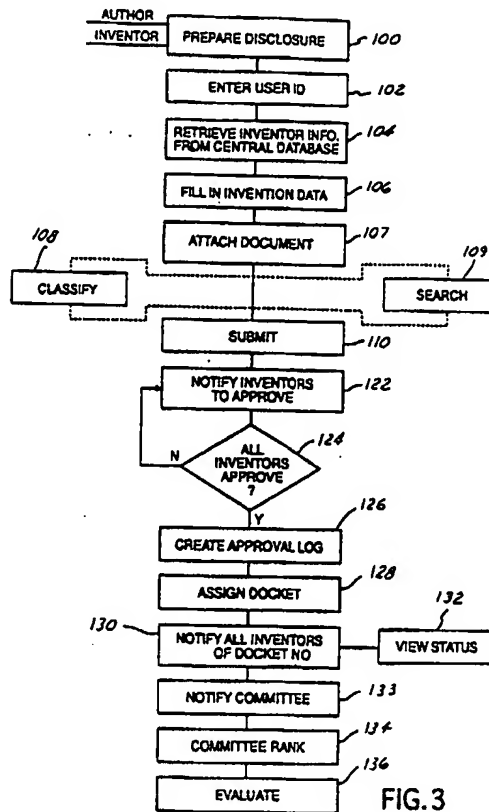 AUTHOR
INVENTOR
PREPARE DISCLOSURE
100
ENTER USER ID
102
RETRIEVE INVENTOR INFO.
FROM CENTRAL DATABASE
104
FILL IN INVENTION DATA
106
ATTACH DOCUMENT
107
108
CLASSIFY
109
SEARCH
SUBMIT
110
NOTIFY INVENTORS
TO APPROVE
122
124
N
ALL
INVENTORS
APPROVE
?
Y
126
CREATE APPROVAL LOG
128
ASSIGN DOCKET
130
NOTIFY ALL INVENTORS
OF DOCKET NO
132
VIEW STATUS
NOTIFY COMMITTEE
133
COMMITTEE RANK
134
EVALUATE
136
FIG.3